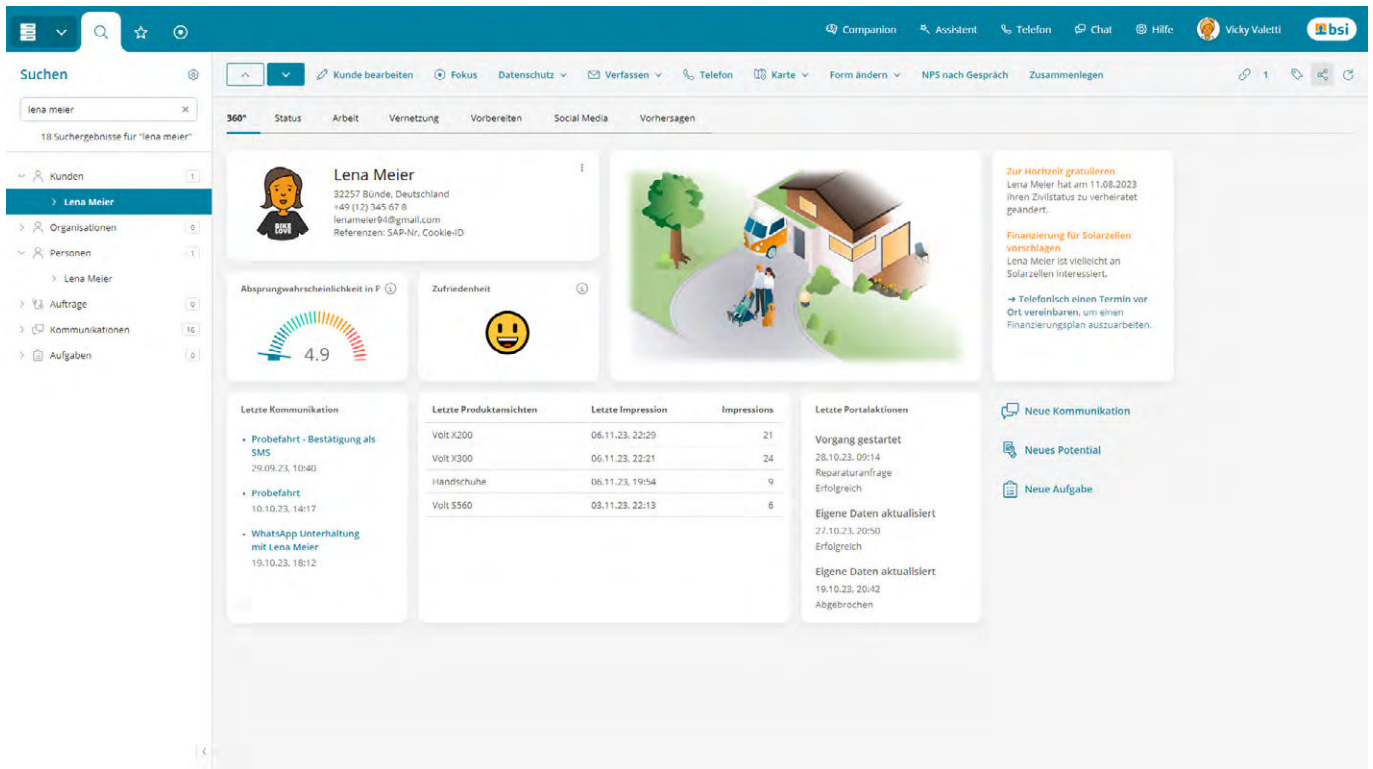 Companion
Assistent
Telefon
Chat
Hilfe
Vicky Valetti
bsi
Suchen
lena meier
18 Suchergebnisse für "lena meier"
Kunden
1
Lena Meier
Organisationen
0
Personen
1
Lena Meier
Aufträge
0
Kommunikationen
16
Aufgaben
0
Kunde bearbeiten
Fokus
Datenschutz
Verfassen
Telefon
Karte
Form ändern
NPS nach Gespräch
Zusammenlegen
1
360°
Status
Arbeit
Vernetzung
Vorbereiten
Social Media
Vorhersagen
BIKE
LOVE
Lena Meier
32257 Bünde, Deutschland
+49 (12) 345 67 8
lenameier94@gmail.com
Referenzen: SAP-Nr, Cookie-ID
Zur Hochzeit gratulieren
Lena Meier hat am 11.08.2023
ihren Zivilstatus zu verheiratet
geändert.
Finanzierung für Solarzellen
vorschlagen
Lena Meier ist vielleicht an
Solarzellen interessiert.
→ Telefonisch einen Termin vor
Ort vereinbaren, um einen
Finanzierungsplan auszuarbeiten.
Absprungwahrscheinlichkeit in P
4.9
Zufriedenheit
Letzte Kommunikation
• Probefahrt - Bestätigung als
SMS
29.09.23, 10:40
• Probefahrt
10.10.23, 14:17
• WhatsApp Unterhaltung
mit Lena Meier
19.10.23, 18:12
Letzte Produktansichten Letzte Impression Impressions
Volt X200 06.11.23, 22:29 21
Volt X300 06.11.23, 22:21 24
Handschuhe 06.11.23, 19:54 9
Volt S560 03.11.23, 22:13 6
Letzte Portalaktionen
Vorgang gestartet
28.10.23, 09:14
Reparaturanfrage
Erfolgreich
Eigene Daten aktualisiert
27.10.23, 20:50
Erfolgreich
Eigene Daten aktualisiert
19.10.23, 20:42
Abgebrochen
Neue Kommunikation
Neues Potential
Neue Aufgabe